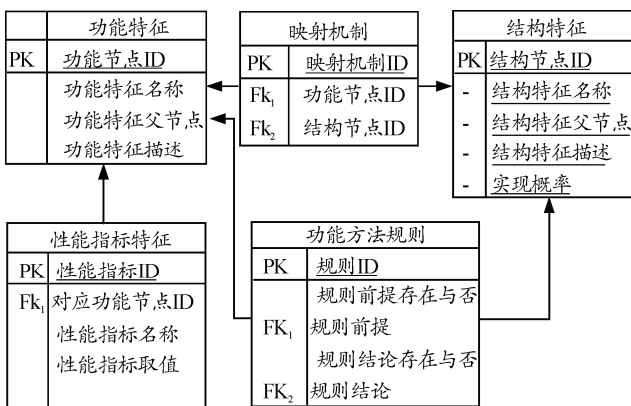 功能特征
PK 功能节点ID
功能特征名称
功能特征父节点
功能特征描述
映射机制
PK 映射机制ID
Fk₁ 功能节点ID
Fk₂ 结构节点ID
结构特征
PK 结构节点ID
- 结构特征名称
- 结构特征父节点
- 结构特征描述
- 实现概率
性能指标特征
PK 性能指标ID
Fk₁ 对应功能节点ID
性能指标名称
性能指标取值
功能方法规则
PK 规则ID
规则前提存在与否
FK₁ 规则前提
规则结论存在与否
FK₂ 规则结论